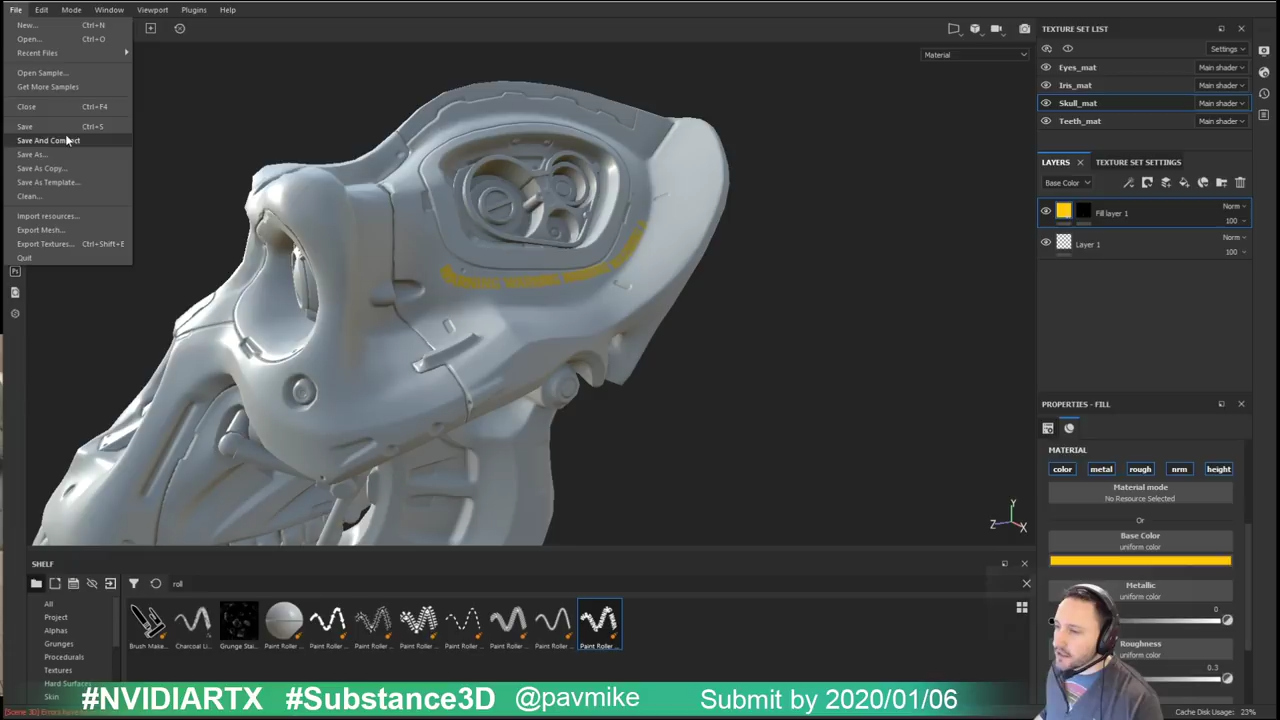 File Edit Mode Window Viewport Plugins Help
New... Ctrl+N
Open... Ctrl+O
Recent Files
Open Sample...
Get More Samples
Close Ctrl+F4
Save Ctrl+S
Save And Compact
Save As...
Save As Copy...
Save As Template...
Clean...
Import resources...
Export Mesh...
Export Textures... Ctrl+Shift+E
Quit
Material
Y
Z X
TEXTURE SET LIST
Settings
Eyes_mat Main shader
Iris_mat Main shader
Skull_mat Main shader
Teeth_mat Main shader
LAYERS TEXTURE SET SETTINGS
Base Color
Fill layer 1 Norm
100
Layer 1 Norm
100
PROPERTIES - FILL
MATERIAL
color metal rough nrm height
Material mode
No Resource Selected
Or
Base Color
uniform color
Metallic
uniform color
0
Roughness
uniform color
0.3
SHELF
roll
All
Project
Alphas
Grunges
Procedurals
Textures
Hard Surfaces
Skin
Brush Make... Charcoal Li... Grunge Stai... Paint Roller ... Paint Roller ... Paint Roller ... Paint Roller ... Paint Roller ... Paint Roller ... Paint Roller ... Paint Roller ...
#NVIDIARTX #Substance3D @pavmike Submit by 2020/01/06
Cache Disk Usage: 23%